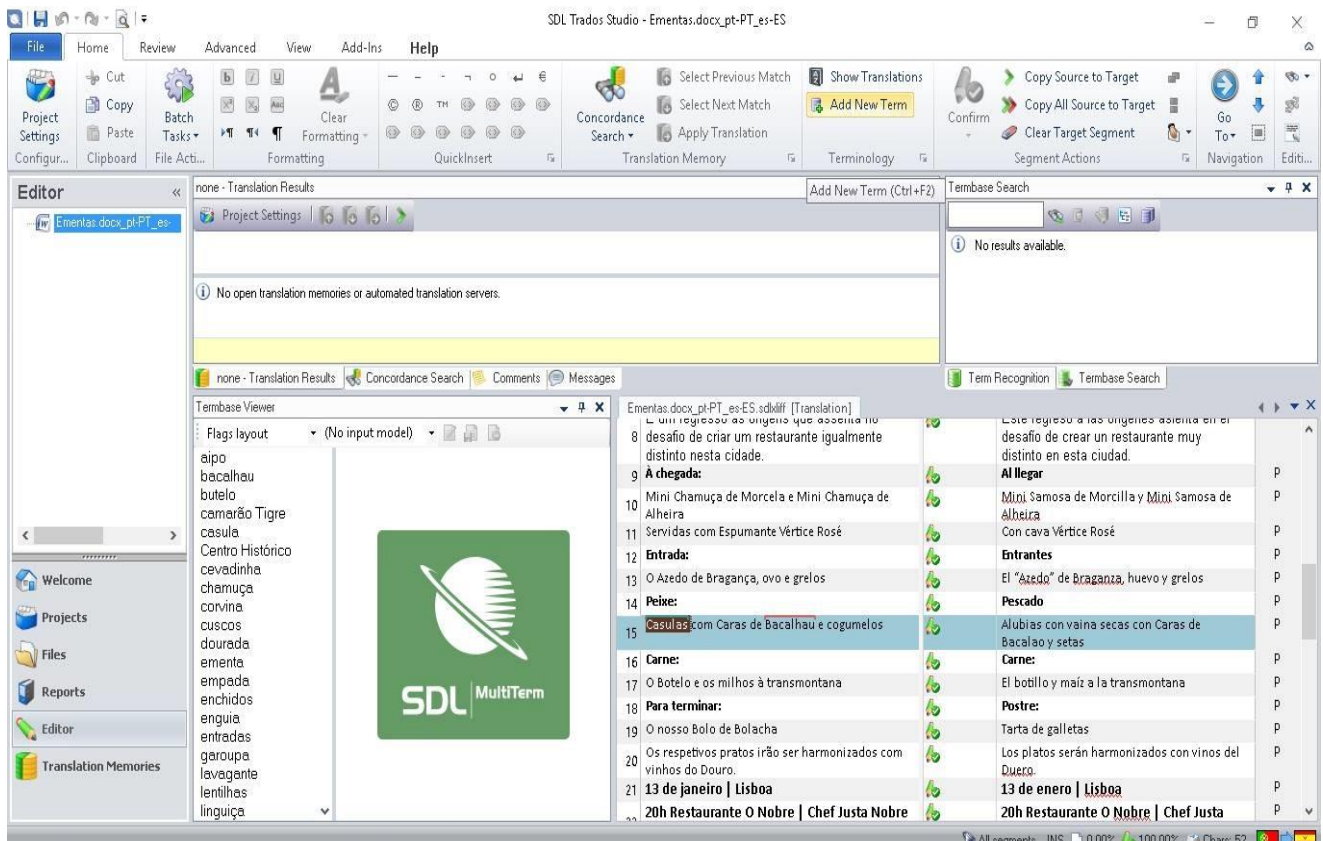 SDL Trados Studio - Ementas.docx_pt-PT_es-ES
File Home Review Advanced View Add-Ins Help
Project Settings
Cut
Copy
Paste
Batch Tasks
Clear Formatting
Concordance Search
Select Previous Match
Select Next Match
Apply Translation
Show Translations
Add New Term
Confirm
Copy Source to Target
Copy All Source to Target
Clear Target Segment
Go To
Configur... Clipboard File Acti... Formatting QuickInsert Translation Memory Terminology Segment Actions Navigation Editi...
Editor
Ementas.docx_pt-PT_es-
Welcome
Projects
Files
Reports
Editor
Translation Memories
none - Translation Results
Add New Term (Ctrl+F2)
Project Settings
No open translation memories or automated translation servers.
none - Translation Results Concordance Search Comments Messages
Termbase Search
No results available.
Term Recognition Termbase Search
Termbase Viewer
Flags layout (No input model)
aipo
bacalhau
butelo
camarão Tigre
casula
Centro Histórico
cevadinha
chamuça
corvina
cuscos
dourada
ementa
empada
enchidos
enguia
entradas
garoupa
lavagante
lentilhas
linguiça
SDL MultiTerm
Ementas.docx_pt-PT_es-ES.sdlxliff [Translation]
8 desafio de criar um restaurante igualmente distinto nesta cidade. desafío de crear un restaurante muy distinto en esta ciudad.
9 À chegada: Al llegar P
10 Mini Chamuça de Morcela e Mini Chamuça de Alheira Mini Samosa de Morcilla y Mini Samosa de Alheira P
11 Servidas com Espumante Vértice Rosé Con cava Vértice Rosé P
12 Entrada: Entrantes P
13 O Azedo de Bragança, ovo e grelos El “Azedo” de Braganza, huevo y grelos P
14 Peixe: Pescado P
15 Casulas com Caras de Bacalhau e cogumelos Alubias con vaina secas con Caras de Bacalao y setas P
16 Carne: Carne: P
17 O Botelo e os milhos à transmontana El botillo y maíz a la transmontana P
18 Para terminar: Postre: P
19 O nosso Bolo de Bolacha Tarta de galletas P
20 Os respetivos pratos irão ser harmonizados com vinhos do Douro. Los platos serán harmonizados con vinos del Duero. P
21 13 de janeiro | Lisboa 13 de enero | Lisboa P
20h Restaurante O Nobre | Chef Justa Nobre 20h Restaurante O Nobre | Chef Justa
All segments INS 0.00% 100.00% Chars: 52